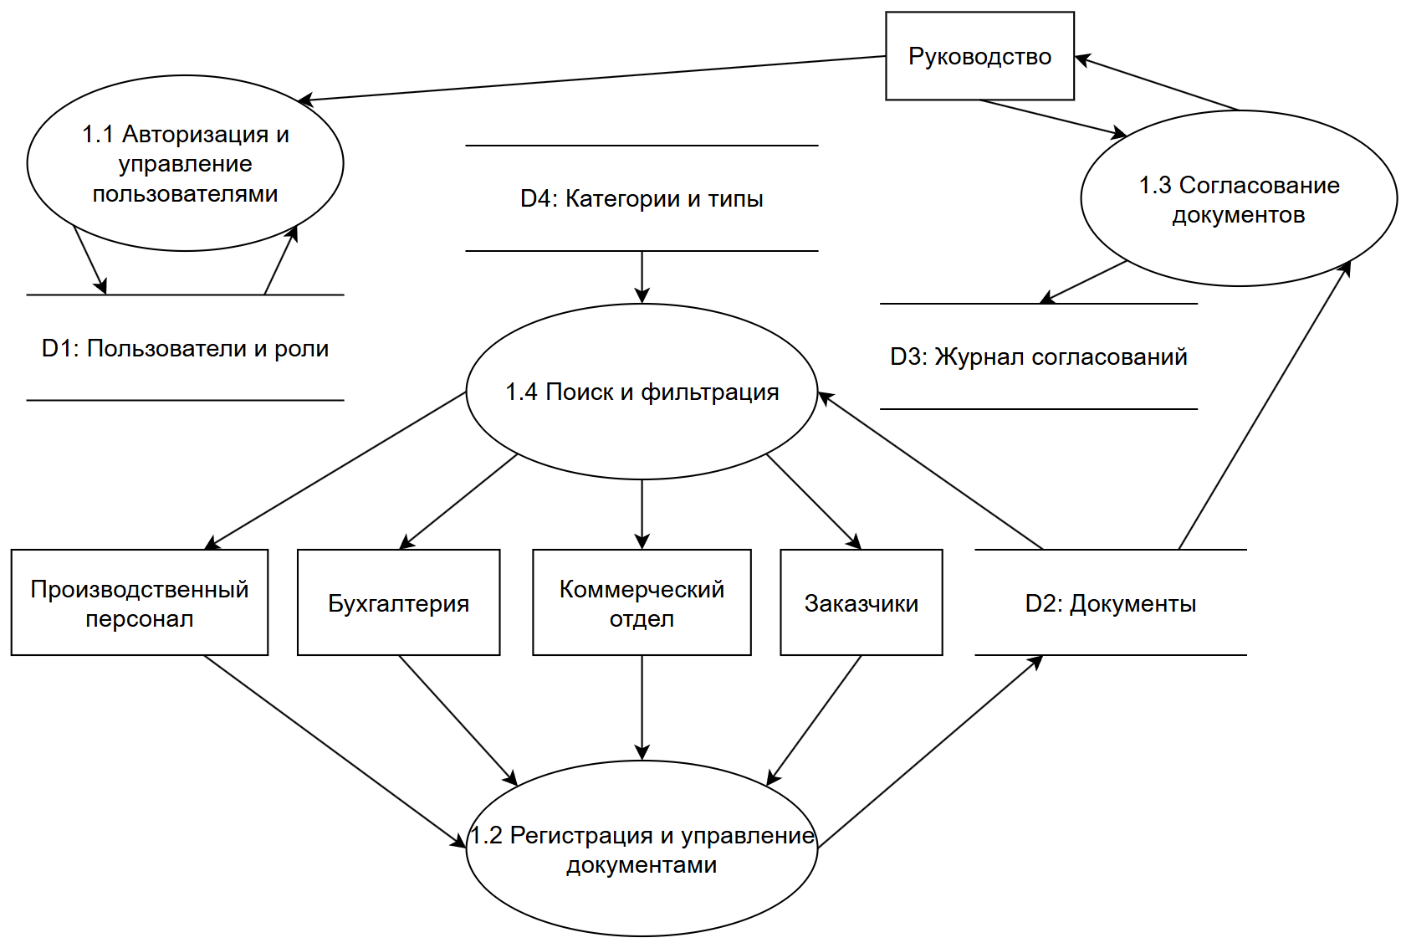 Руководство
1.1 Авторизация и
управление
пользователями
D4: Категории и типы
1.3 Согласование
документов
D1: Пользователи и роли
D3: Журнал согласований
1.4 Поиск и фильтрация
Производственный
персонал
Бухгалтерия
Коммерческий
отдел
Заказчики
D2: Документы
1.2 Регистрация и управление
документами